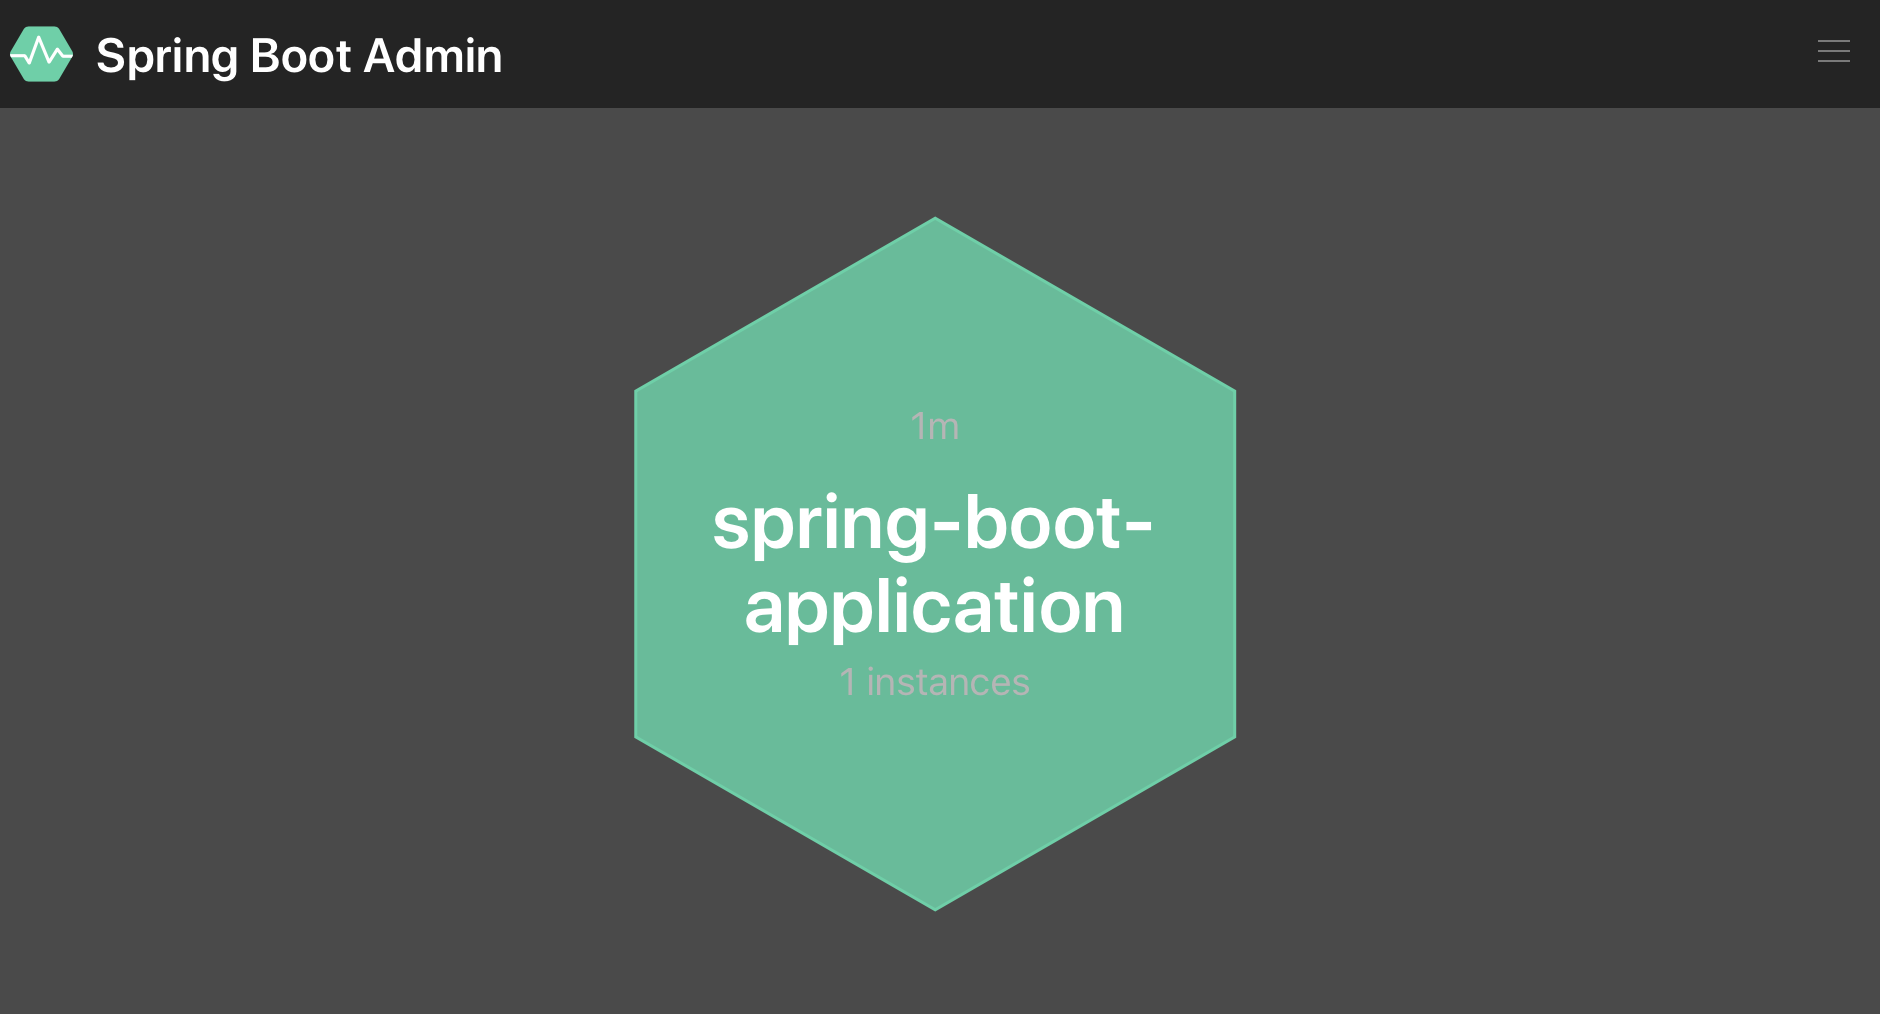 Spring Boot Admin
1m
spring-boot-
application
1 instances